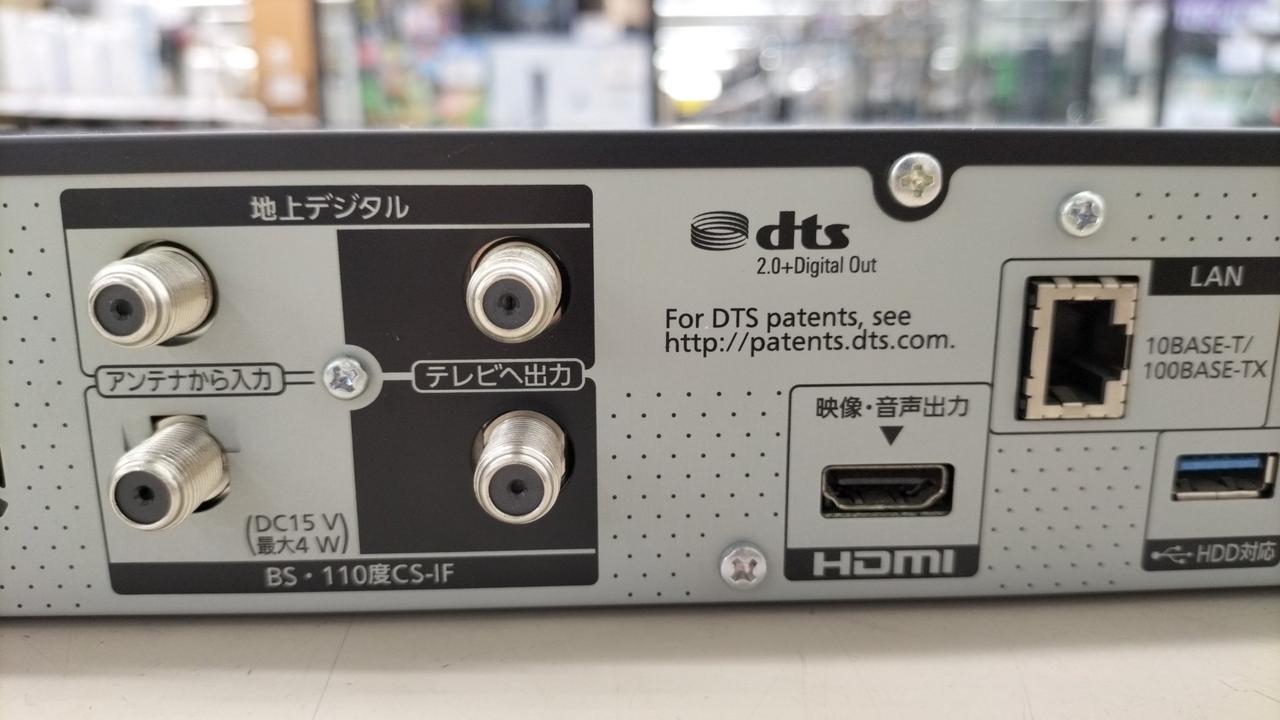 地上デジタル
アンテナから入力
テレビへ出力
(DC15 V
最大4 W)
BS・110度CS-IF
dts
2.0+Digital Out
For DTS patents, see
http://patents.dts.com.
映像・音声出力
HDMI
LAN
10BASE-T/
100BASE-TX
HDD対応